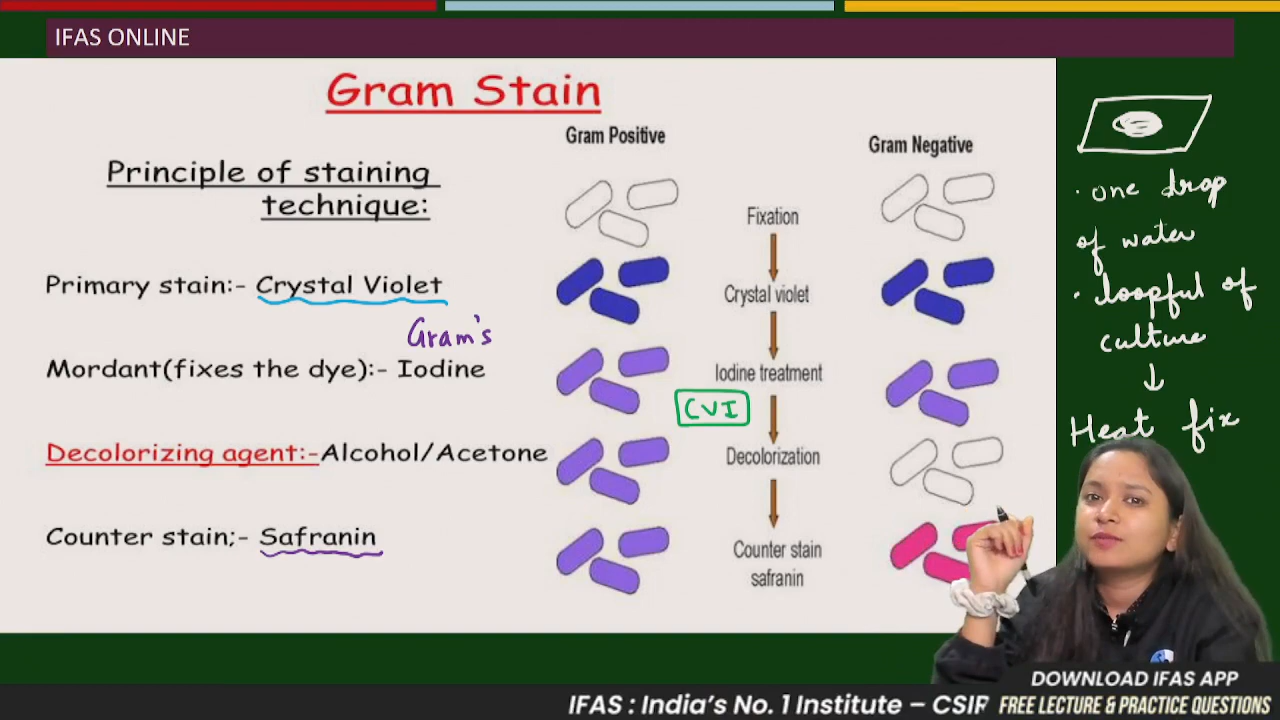 IFAS ONLINE
Gram Stain
Principle of staining
technique:
Primary stain:- Crystal Violet
Gram's
Mordant(fixes the dye):- Iodine
Decolorizing agent:-Alcohol/Acetone
Counter stain;- Safranin
Gram Positive
Gram Negative
Fixation
Crystal violet
Iodine treatment
CVI
Decolorization
Counter stain
safranin
· one drop
of water
· loopful of
culture
Heat fix
DOWNLOAD IFAS APP
IFAS : India's No. 1 Institute – CSIR
FREE LECTURE & PRACTICE QUESTIONS